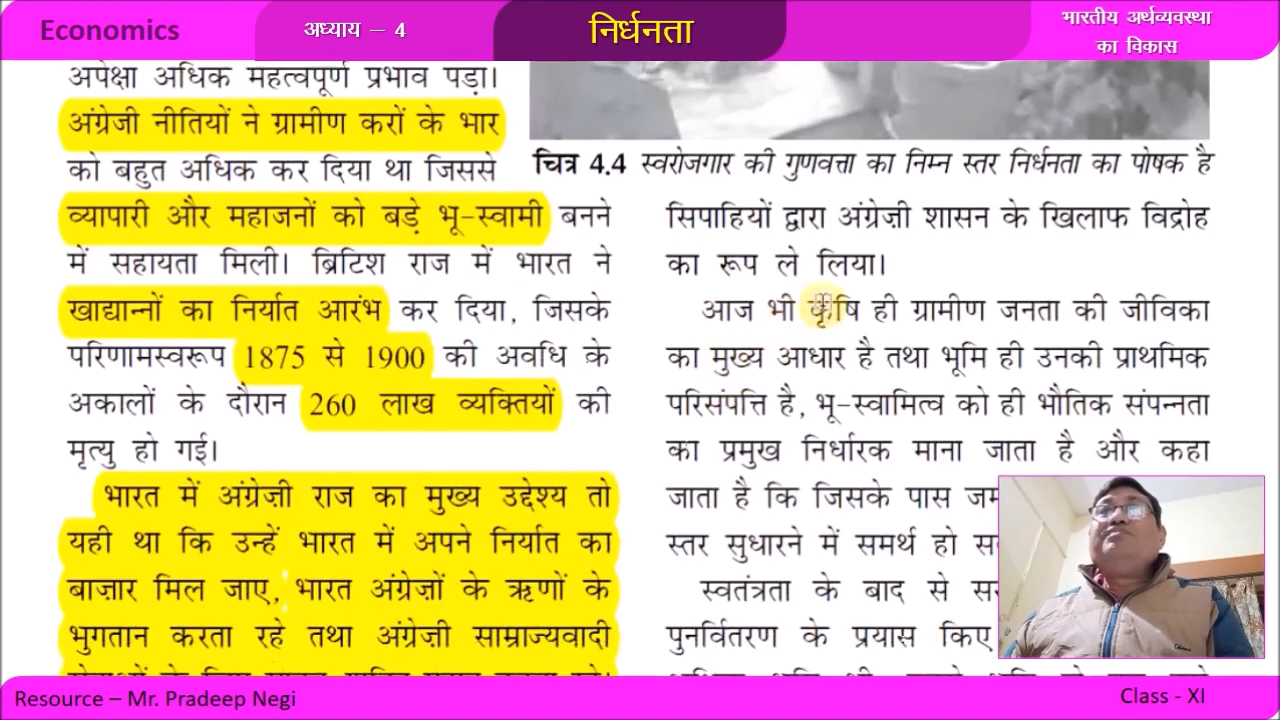 Economics
अध्याय – 4
निर्धनता
भारतीय अर्थव्यवस्था
का विकास
अपेक्षा अधिक महत्वपूर्ण प्रभाव पड़ा।
अंग्रेजी नीतियों ने ग्रामीण करों के भार
को बहुत अधिक कर दिया था जिससे
व्यापारी और महाजनों को बड़े भू-स्वामी बनने
में सहायता मिली। ब्रिटिश राज में भारत ने
खाद्यान्नों का निर्यात आरंभ कर दिया, जिसके
परिणामस्वरूप 1875 से 1900 की अवधि के
अकालों के दौरान 260 लाख व्यक्तियों की
मृत्यु हो गई।
भारत में अंग्रेज़ी राज का मुख्य उद्देश्य तो
यही था कि उन्हें भारत में अपने निर्यात का
बाज़ार मिल जाए, भारत अंग्रेज़ों के ऋणों के
भुगतान करता रहे तथा अंग्रेज़ी साम्राज्यवादी
चित्र 4.4 स्वरोजगार की गुणवत्ता का निम्न स्तर निर्धनता का पोषक है
सिपाहियों द्वारा अंग्रेज़ी शासन के खिलाफ विद्रोह
का रूप ले लिया।
आज भी कृषि ही ग्रामीण जनता की जीविका
का मुख्य आधार है तथा भूमि ही उनकी प्राथमिक
परिसंपत्ति है, भू-स्वामित्व को ही भौतिक संपन्नता
का प्रमुख निर्धारक माना जाता है और कहा
जाता है कि जिसके पास
स्तर सुधारने में समर्थ हो
स्वतंत्रता के बाद से
पुनर्वितरण के प्रयास किए
Resource – Mr. Pradeep Negi
Class - XI